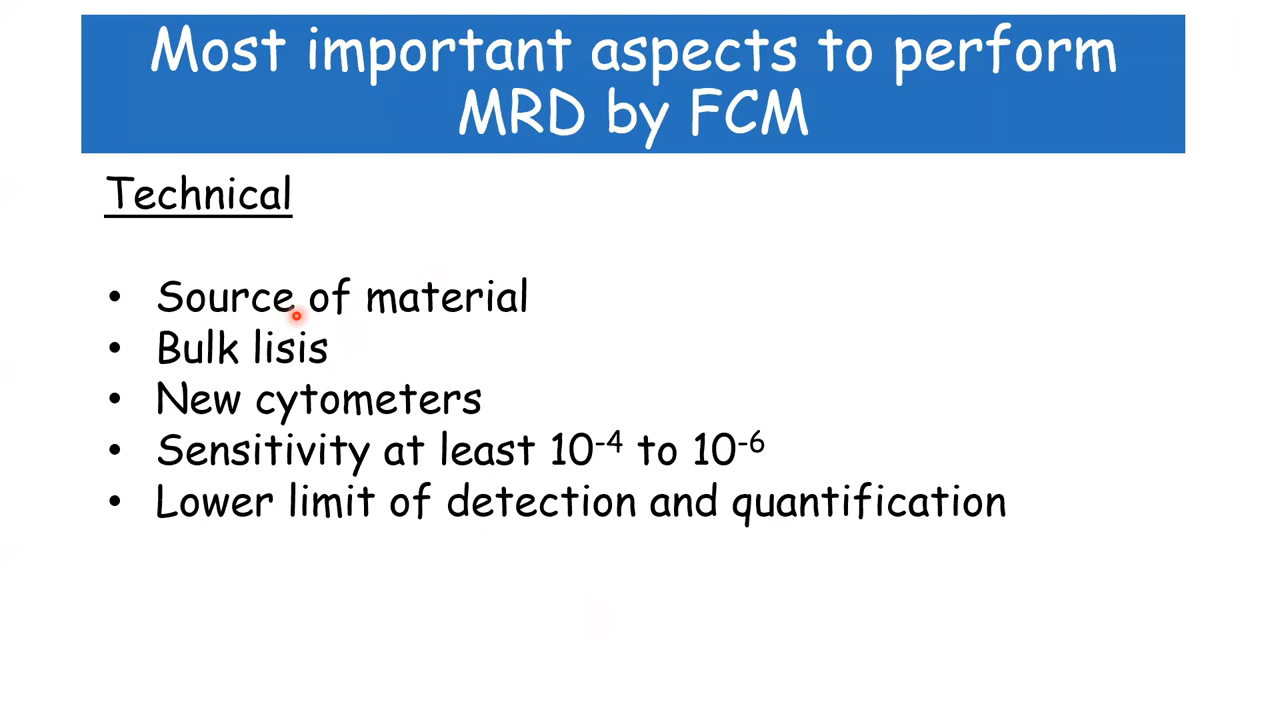 Most important aspects to perform
MRD by FCM
Technical
• Source of material
• Bulk lisis
• New cytometers
• Sensitivity at least 10⁻⁴ to 10⁻⁶
• Lower limit of detection and quantification